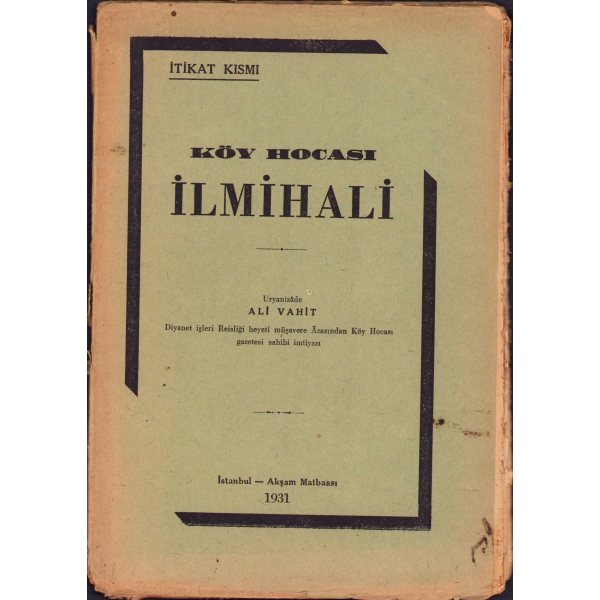 İTİKAT KISMI
KÖY HOCASI
İLMİHALİ
Uryanizâde
ALİ VAHİT
Diyanet işleri Reisliği heyeti müşavere Âzasından Köy Hocası
gazetesi sahibi imtiyazı
İstanbul — Akşam Matbaası
1931